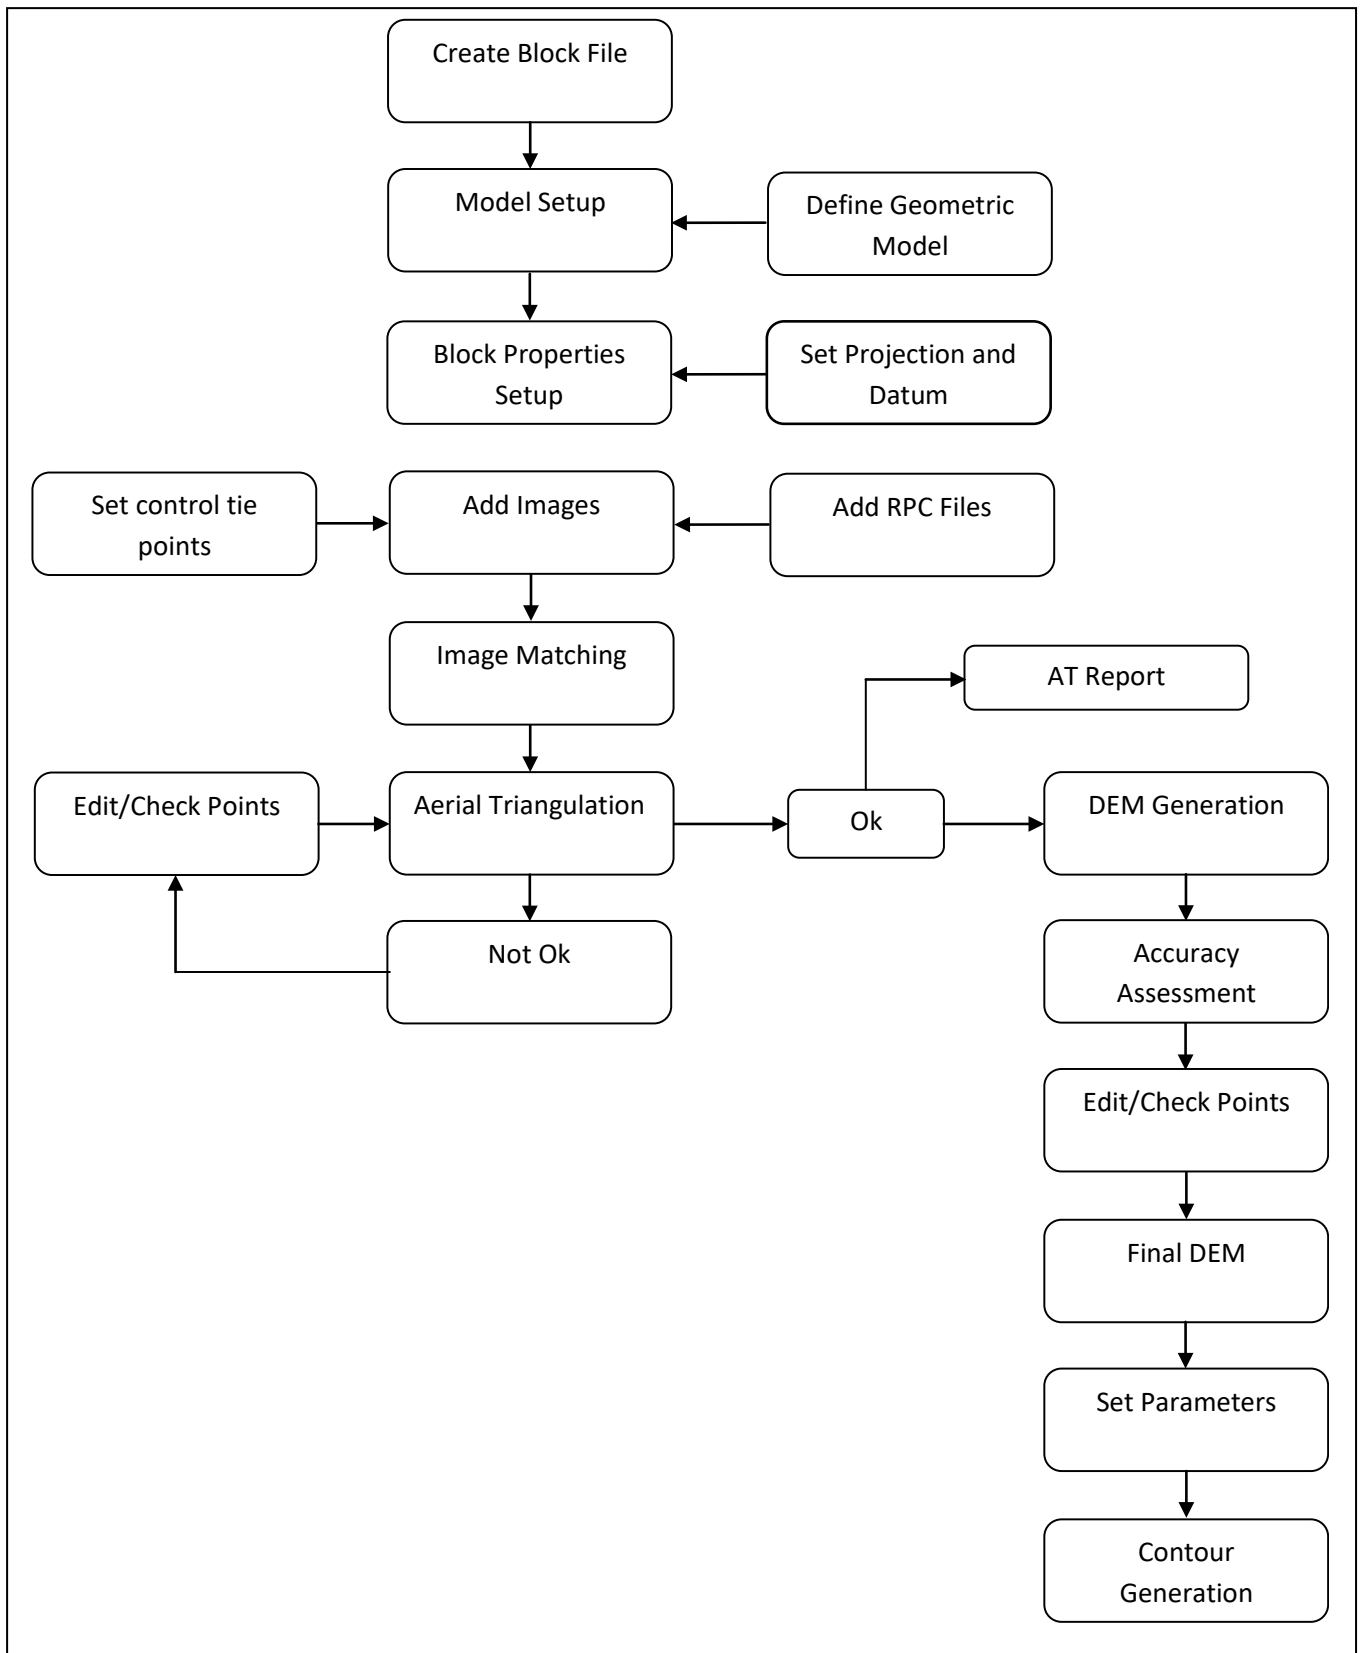 Create Block File
Model Setup
Define Geometric
Model
Block Properties
Setup
Set Projection and
Datum
Set control tie
points
Add Images
Add RPC Files
Image Matching
AT Report
Edit/Check Points
Aerial Triangulation
Ok
DEM Generation
Not Ok
Accuracy
Assessment
Edit/Check Points
Final DEM
Set Parameters
Contour
Generation